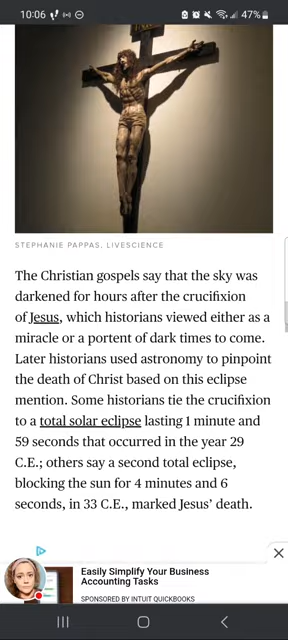 10:06
47%
STEPHANIE PAPPAS, LIVESCIENCE
The Christian gospels say that the sky was
darkened for hours after the crucifixion
of Jesus, which historians viewed either as a
miracle or a portent of dark times to come.
Later historians used astronomy to pinpoint
the death of Christ based on this eclipse
mention. Some historians tie the crucifixion
to a total solar eclipse lasting 1 minute and
59 seconds that occurred in the year 29
C.E.; others say a second total eclipse,
blocking the sun for 4 minutes and 6
seconds, in 33 C.E., marked Jesus’ death.
Easily Simplify Your Business
Accounting Tasks
SPONSORED BY INTUIT QUICKBOOKS